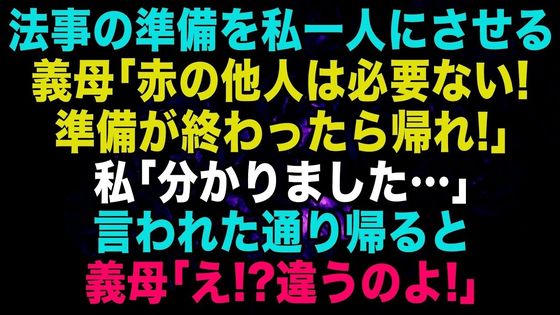 法事の準備を私一人にさせる
義母「赤の他人は必要ない!
準備が終わったら帰れ!」
私「分かりました…」
言われた通り帰ると
義母「え!?違うのよ!」